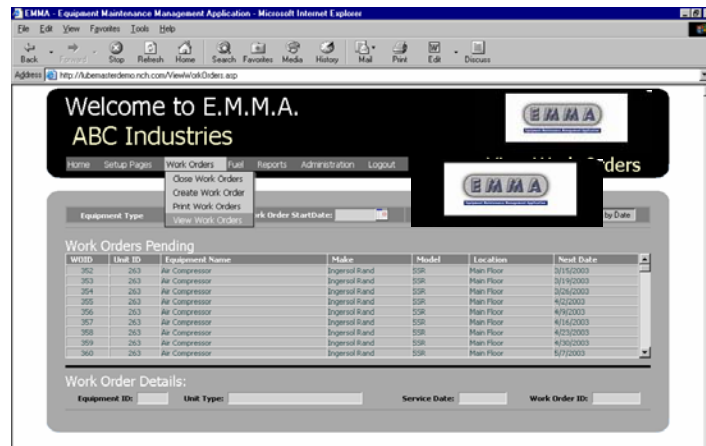 EMMA - Equipment Maintenance Management Application - Microsoft Internet Explorer
File Edit View Favorites Tools Help
Back Forward Stop Refresh Home Search Favorites Media History Mail Print Edit Discuss
Address http://lubemasterdemo.nch.com/ViewWorkOrders.asp
Welcome to E.M.M.A.
ABC Industries
EMMA
Equipment Maintenance Management Application
Home Setup Pages Work Orders Fuel Reports Administration Logout
Close Work Orders
Create Work Order
Print Work Orders
View Work Orders
EMMA
Equipment Maintenance Management Application
Equipment Type Work Order StartDate: by Date
Work Orders Pending
WOID Unit ID Equipment Name Make Model Location Next Date
352 263 Air Compressor Ingersol Rand SSR Main Floor 3/15/2003
353 263 Air Compressor Ingersol Rand SSR Main Floor 3/19/2003
354 263 Air Compressor Ingersol Rand SSR Main Floor 3/26/2003
355 263 Air Compressor Ingersol Rand SSR Main Floor 4/2/2003
356 263 Air Compressor Ingersol Rand SSR Main Floor 4/9/2003
357 263 Air Compressor Ingersol Rand SSR Main Floor 4/16/2003
358 263 Air Compressor Ingersol Rand SSR Main Floor 4/23/2003
359 263 Air Compressor Ingersol Rand SSR Main Floor 4/30/2003
360 263 Air Compressor Ingersol Rand SSR Main Floor 5/7/2003
Work Order Details:
Equipment ID: Unit Type: Service Date: Work Order ID: